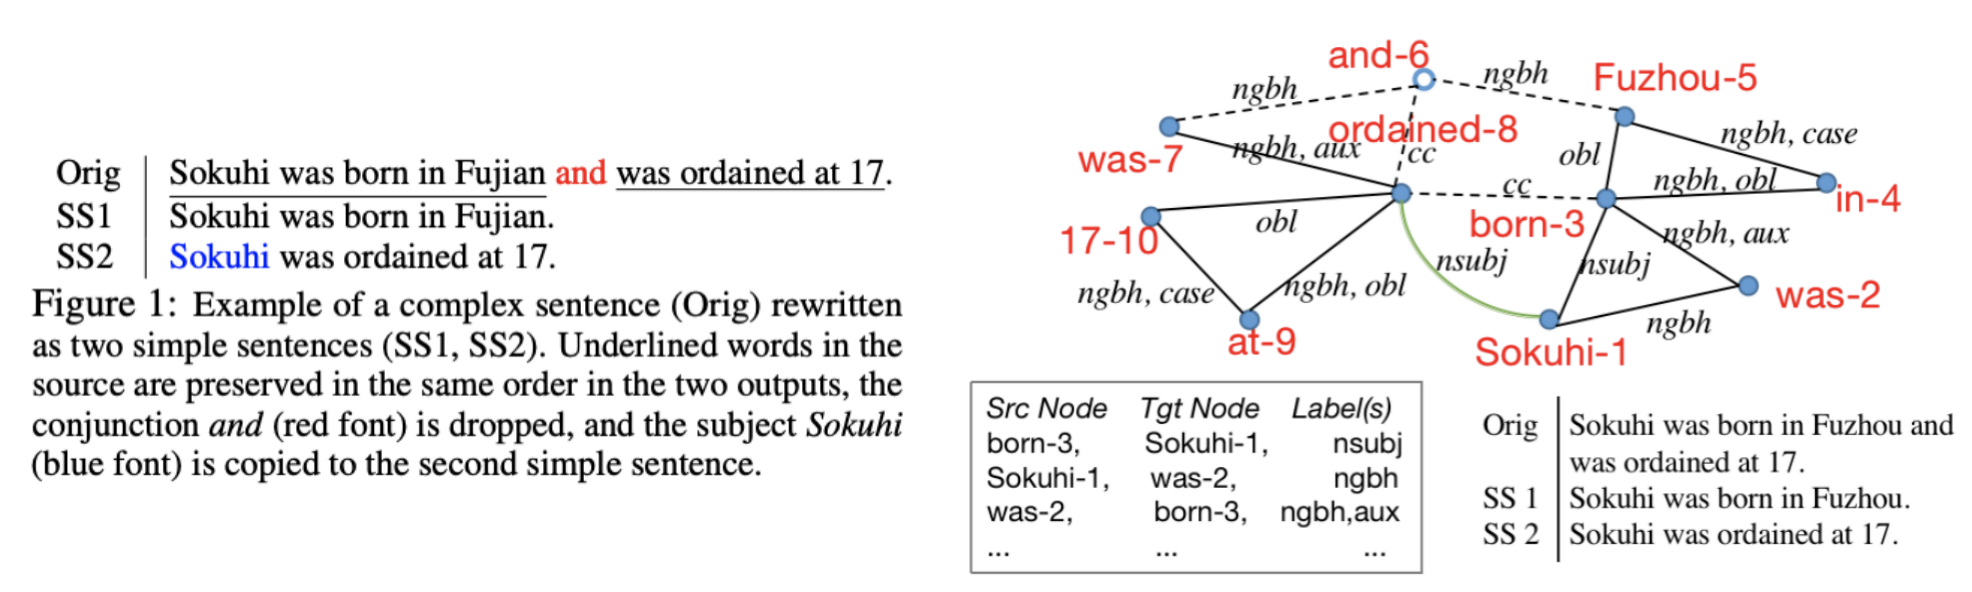 Orig Sokuhi was born in Fujian and was ordained at 17.
SS1 Sokuhi was born in Fujian.
SS2 Sokuhi was ordained at 17.
Figure 1: Example of a complex sentence (Orig) rewritten
as two simple sentences (SS1, SS2). Underlined words in the
source are preserved in the same order in the two outputs, the
conjunction and (red font) is dropped, and the subject Sokuhi
(blue font) is copied to the second simple sentence.
and-6
ngbh
ngbh
Fuzhou-5
ordained-8
ngbh, case
was-7
ngbh, aux
cc
obl
cc
ngbh, obl
in-4
17-10
obl
born-3
ngbh, aux
nsubj
nsubj
ngbh, case
ngbh, obl
was-2
at-9
ngbh
Sokuhi-1
Src Node Tgt Node Label(s)
born-3, Sokuhi-1, nsubj
Sokuhi-1, was-2, ngbh
was-2, born-3, ngbh,aux
... ... ...
Orig Sokuhi was born in Fuzhou and
was ordained at 17.
SS 1 Sokuhi was born in Fuzhou.
SS 2 Sokuhi was ordained at 17.